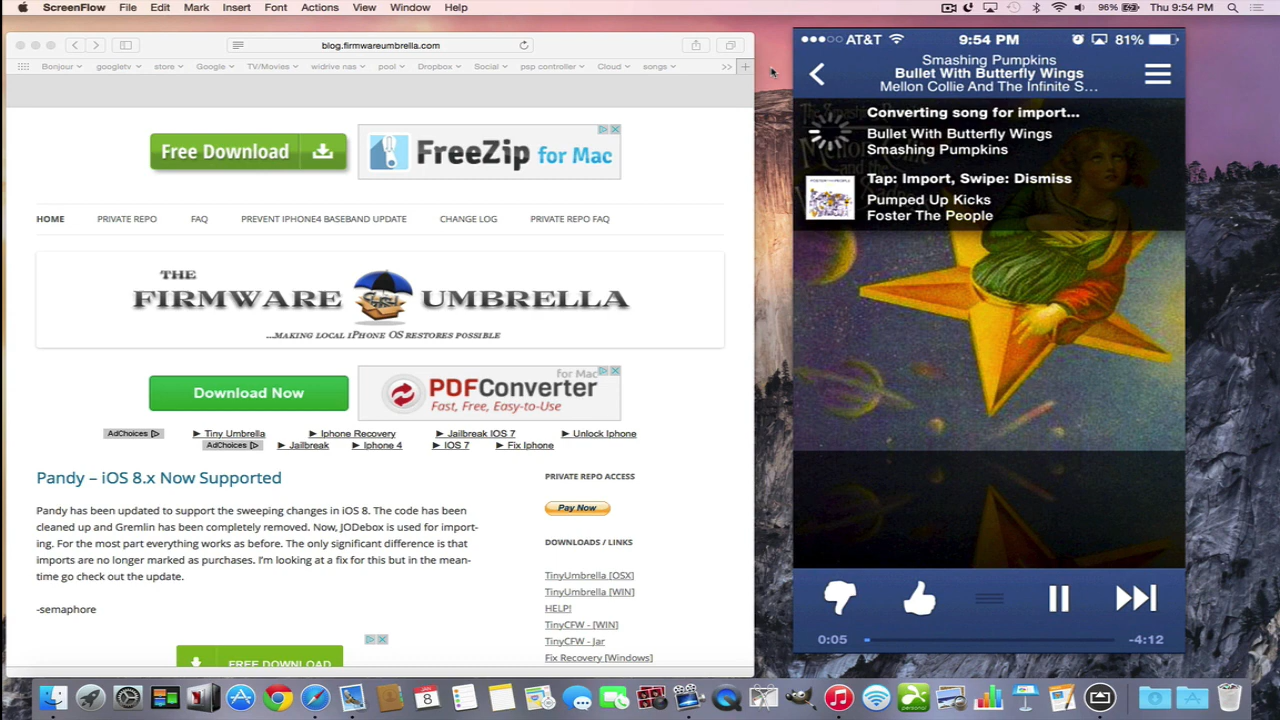 ScreenFlow File Edit Mark Insert Font Actions View Window Help
96% Thu 9:54 PM
blog.firmwareumbrella.com
Bonjour googletv store Google TV/Movies widrive nas pool Dropbox Social psp controller Cloud songs >> +
Free Download
FreeZip for Mac
HOME PRIVATE REPO FAQ PREVENT IPHONE4 BASEBAND UPDATE CHANGE LOG PRIVATE REPO FAQ
THE
FIRMWARE UMBRELLA
...MAKING LOCAL iPHONE OS RESTORES POSSIBLE
Download Now
for Mac
PDFConverter
Fast, Free, Easy-to-Use
AdChoices Tiny Umbrella Iphone Recovery Jailbreak IOS 7 Unlock Iphone
AdChoices Jailbreak Iphone 4 IOS 7 Fix Iphone
Pandy – iOS 8.x Now Supported
Pandy has been updated to support the sweeping changes in iOS 8. The code has been
cleaned up and Gremlin has been completely removed. Now, JODebox is used for import-
ing. For the most part everything works as before. The only significant difference is that
imports are no longer marked as purchases. I'm looking at a fix for this but in the mean-
time go check out the update.
-semaphore
FREE DOWNLOAD
PRIVATE REPO ACCESS
Pay Now
DOWNLOADS / LINKS
TinyUmbrella [OSX]
TinyUmbrella [WIN]
HELP!
TinyCFW - [WIN]
TinyCFW - Jar
Fix Recovery [Windows]
AT&T 9:54 PM 81%
Smashing Pumpkins
Bullet With Butterfly Wings
Mellon Collie And The Infinite S...
Converting song for import...
Bullet With Butterfly Wings
Smashing Pumpkins
Tap: Import, Swipe: Dismiss
Pumped Up Kicks
Foster The People
0:05 -4:12
8